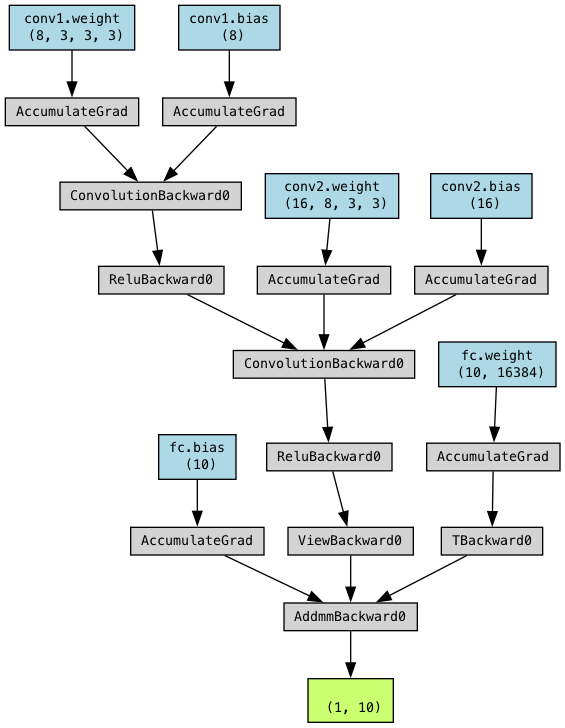 conv1.weight
(8, 3, 3, 3)
conv1.bias
(8)
AccumulateGrad
AccumulateGrad
ConvolutionBackward0
conv2.weight
(16, 8, 3, 3)
conv2.bias
(16)
ReluBackward0
AccumulateGrad
AccumulateGrad
ConvolutionBackward0
fc.weight
(10, 16384)
fc.bias
(10)
ReluBackward0
AccumulateGrad
AccumulateGrad
ViewBackward0
TBackward0
AddmmBackward0
(1, 10)